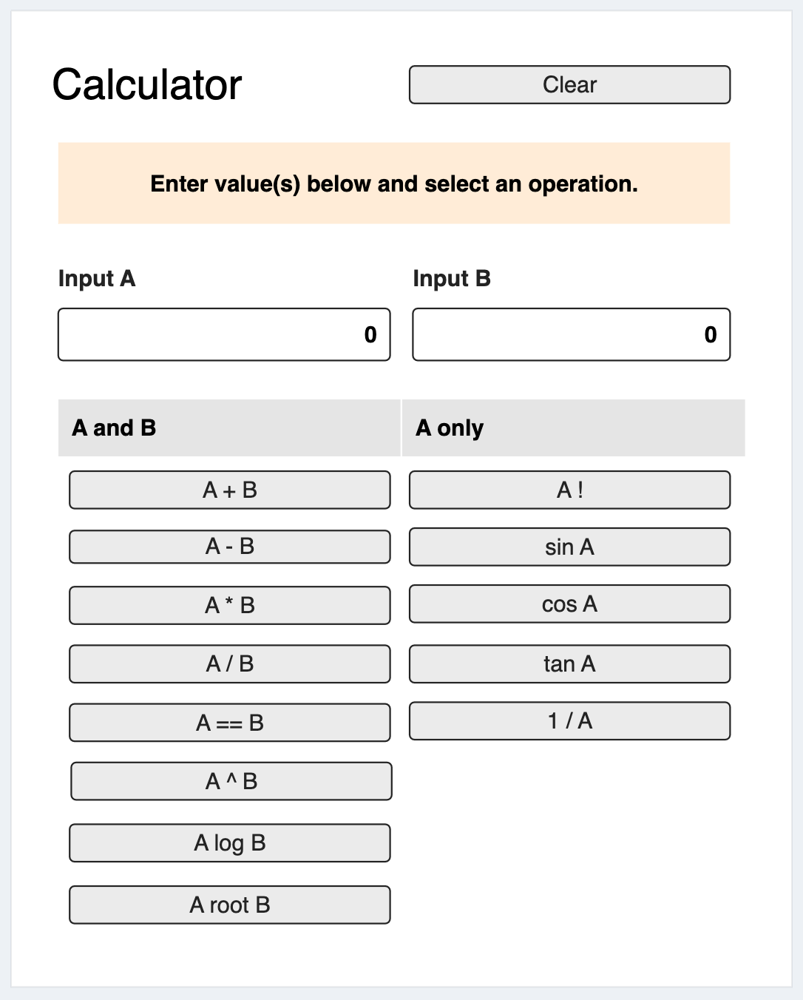 Calculator
Clear
Enter value(s) below and select an operation.
Input A
Input B
0
0
A and B
A only
A + B
A !
A - B
sin A
A * B
cos A
A / B
tan A
A == B
1 / A
A ^ B
A log B
A root B